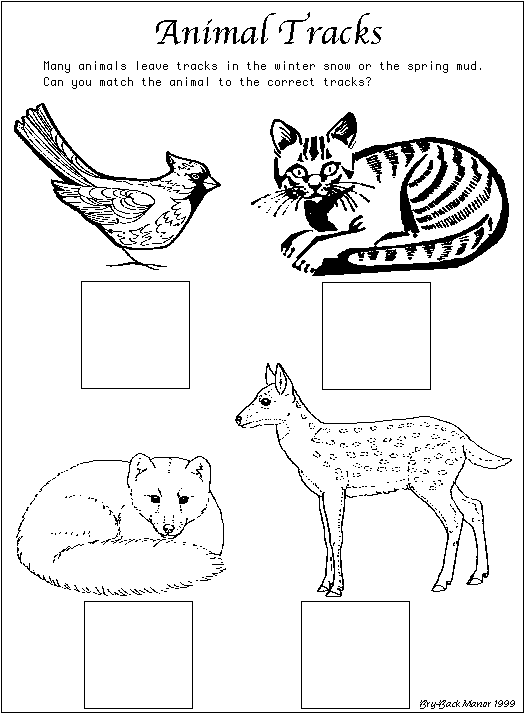 Animal Tracks
Many animals leave tracks in the winter snow or the spring mud.
Can you match the animal to the correct tracks?
Bry-Back Manor 1999